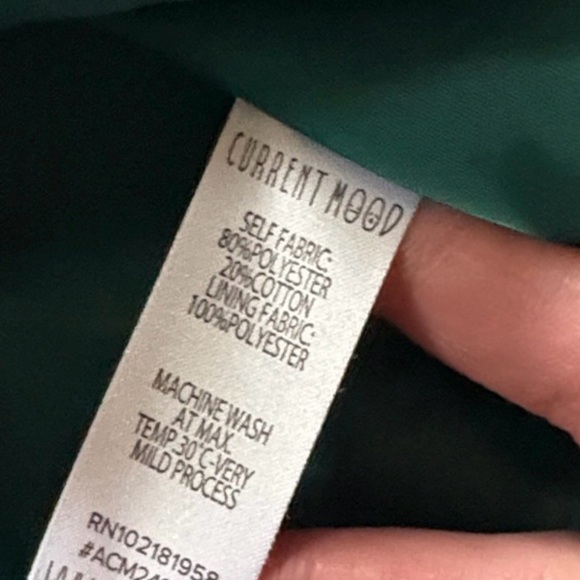 CURRENT MOOD
SELF FABRIC:
80%POLYESTER
20%COTTON
LINING FABRIC:
100%POLYESTER
MACHINE WASH
AT MAX.
TEMP.30°C-VERY
MILD PROCESS
RN102181958